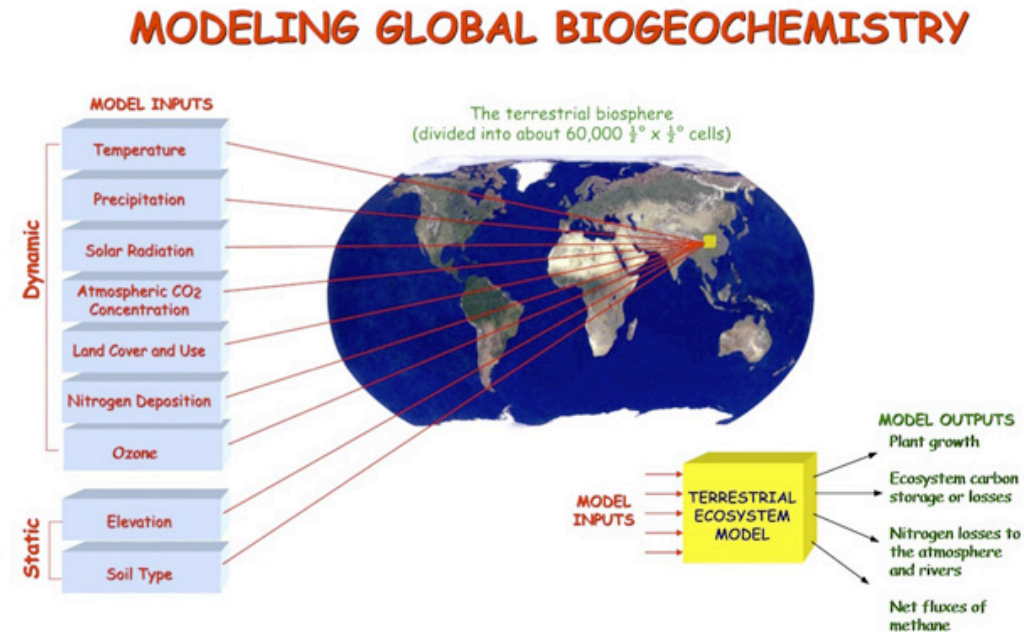 MODELING GLOBAL BIOGEOCHEMISTRY
MODEL INPUTS
The terrestrial biosphere
(divided into about 60,000 ½° x ½° cells)
Dynamic
Temperature
Precipitation
Solar Radiation
Atmospheric CO2
Concentration
Land Cover and Use
Nitrogen Deposition
Ozone
Static
Elevation
Soil Type
MODEL
INPUTS
TERRESTRIAL
ECOSYSTEM
MODEL
MODEL OUTPUTS
Plant growth
Ecosystem carbon
storage or losses
Nitrogen losses to
the atmosphere
and rivers
Net fluxes of
methane